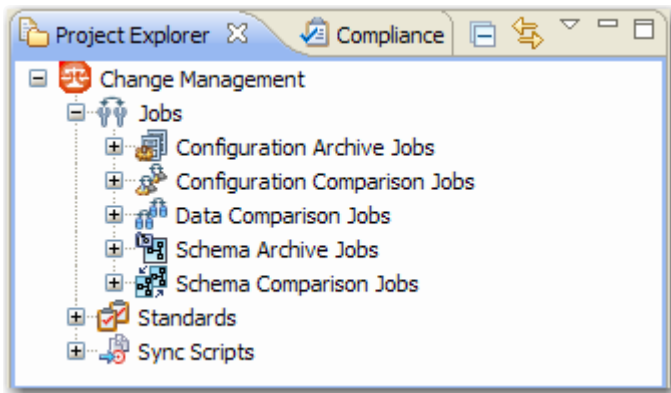 Project Explorer Compliance
Change Management
Jobs
Configuration Archive Jobs
Configuration Comparison Jobs
Data Comparison Jobs
Schema Archive Jobs
Schema Comparison Jobs
Standards
Sync Scripts